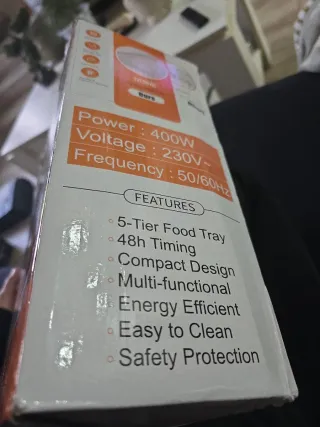 Power : 400W
Voltage : 230V~
Frequency : 50/60Hz
FEATURES
5-Tier Food Tray
48h Timing
Compact Design
Multi-functional
Energy Efficient
Easy to Clean
Safety Protection